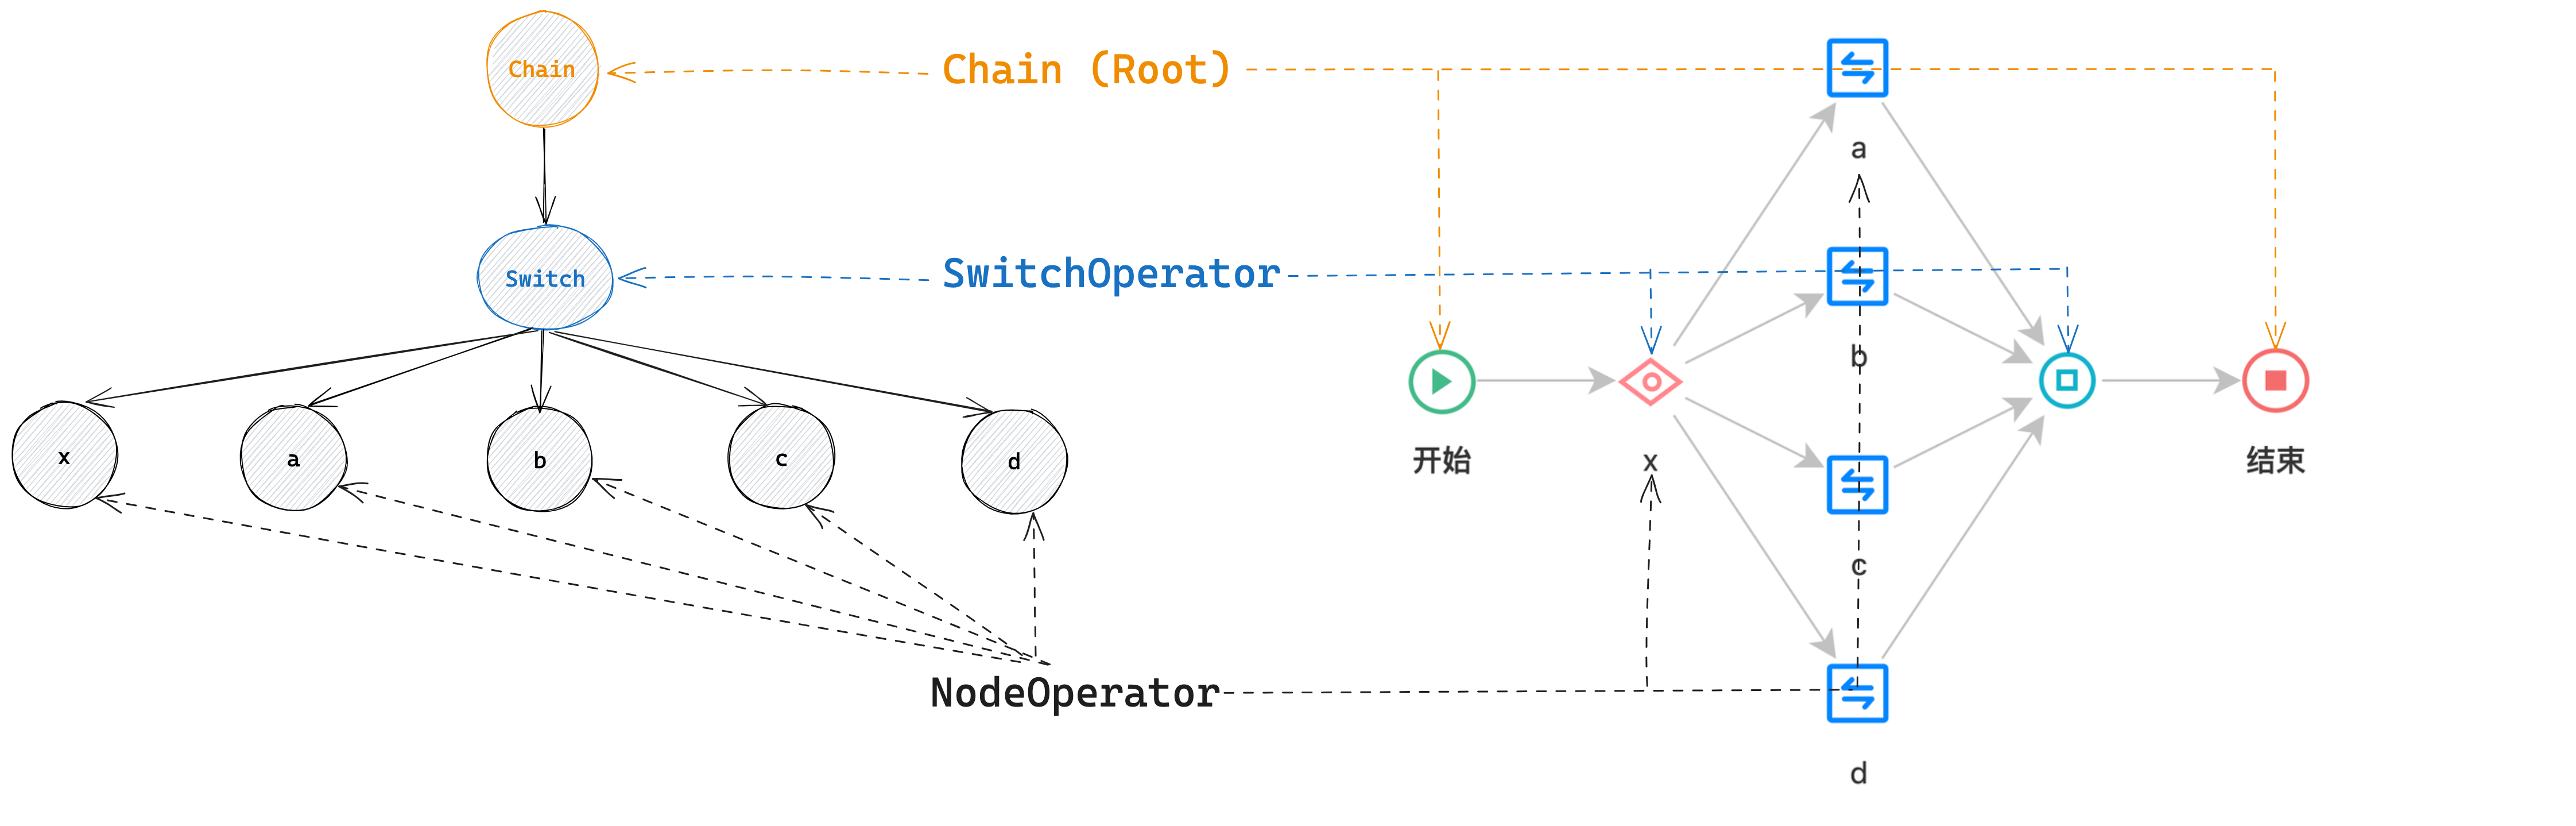 Chain
Chain (Root)
a
Switch
SwitchOperator
b
x
a
b
c
d
开始
x
结束
c
NodeOperator
d